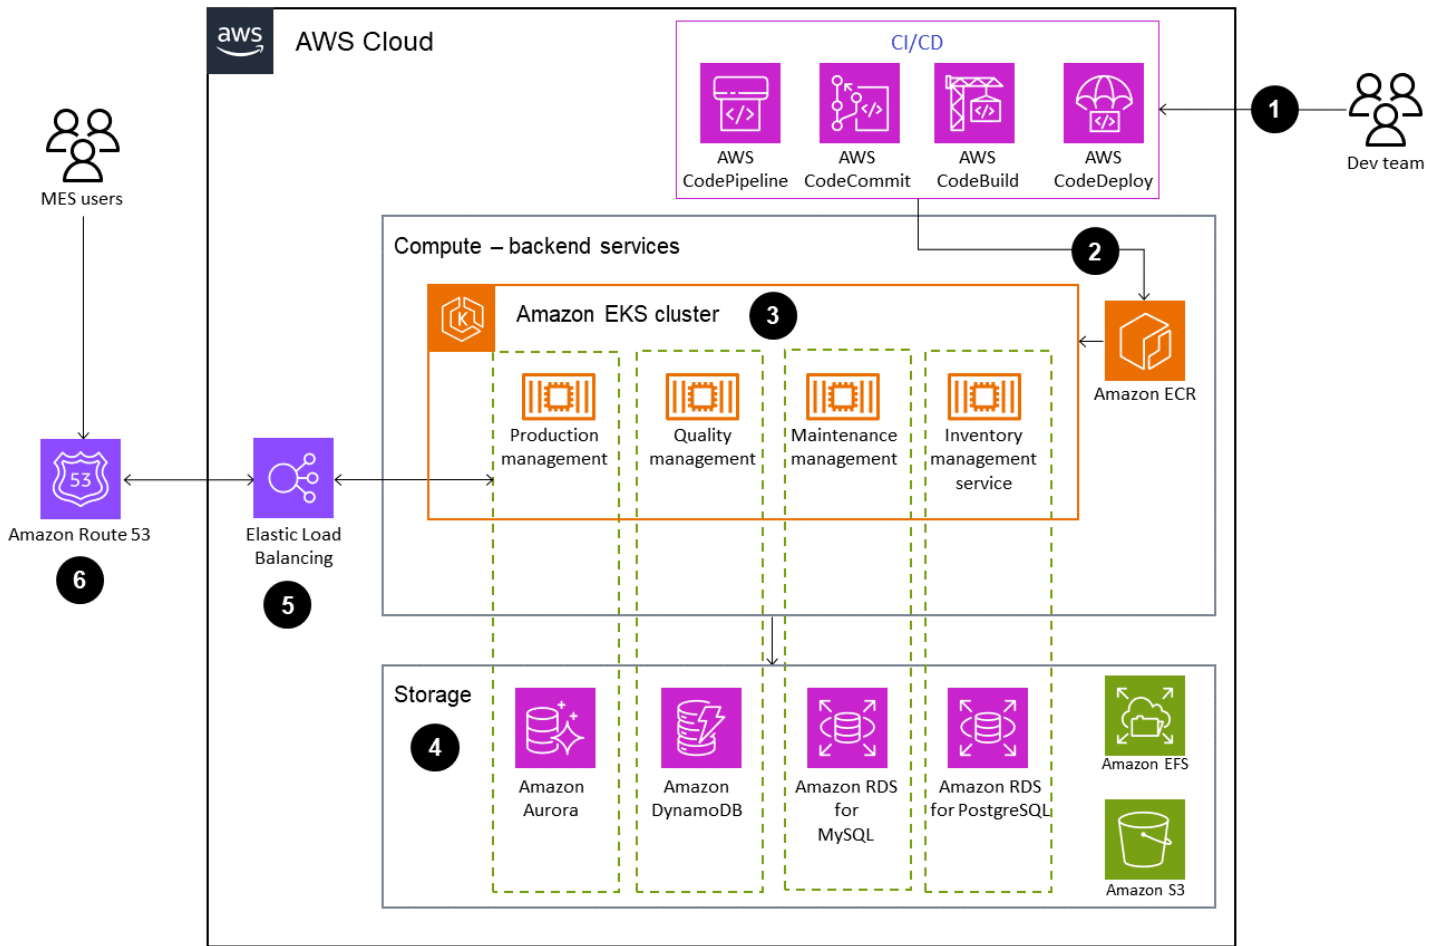 aws
AWS Cloud
CI/CD
AWS
CodePipeline
AWS
CodeCommit
AWS
CodeBuild
AWS
CodeDeploy
1
Dev team
MES users
Compute – backend services
2
Amazon EKS cluster
3
Amazon ECR
Production
management
Quality
management
Maintenance
management
Inventory
management
service
53
Amazon Route 53
6
Elastic Load
Balancing
5
Storage
4
Amazon
Aurora
Amazon
DynamoDB
Amazon RDS
for
MySQL
Amazon RDS
for PostgreSQL
Amazon EFS
Amazon S3
K